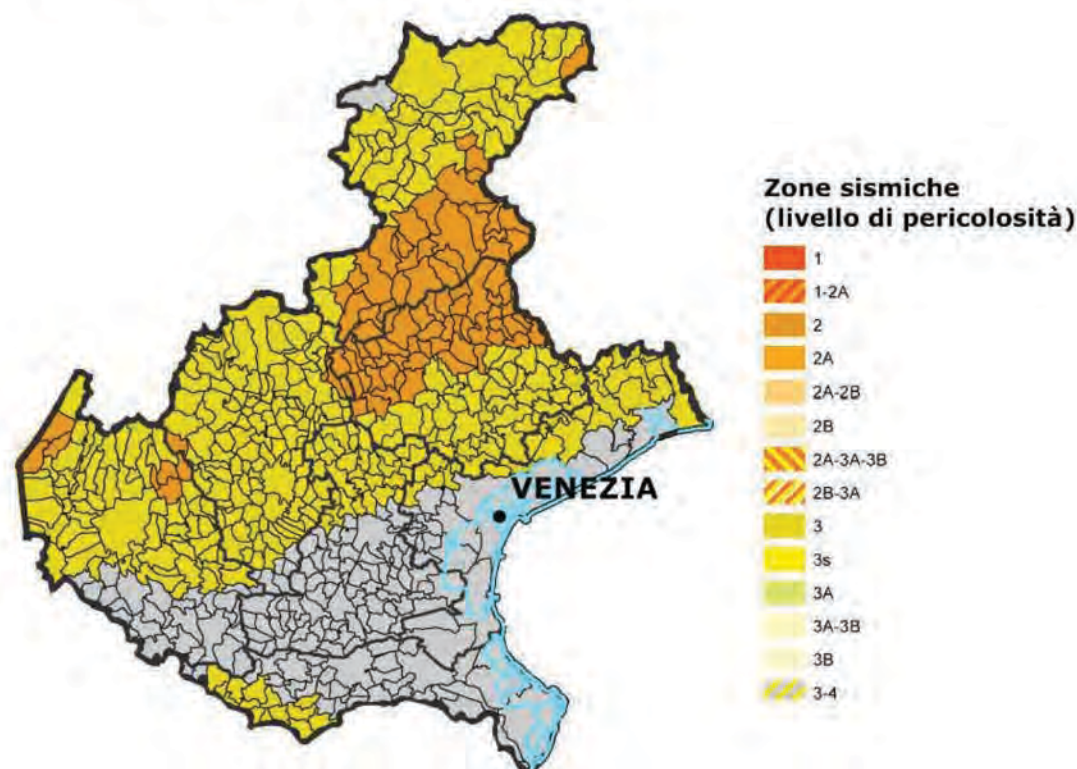 Zone sismiche
(livello di pericolosità)
1
1-2A
2
2A
2A-2B
2B
2A-3A-3B
2B-3A
3
3s
3A
3A-3B
3B
3-4
VENEZIA